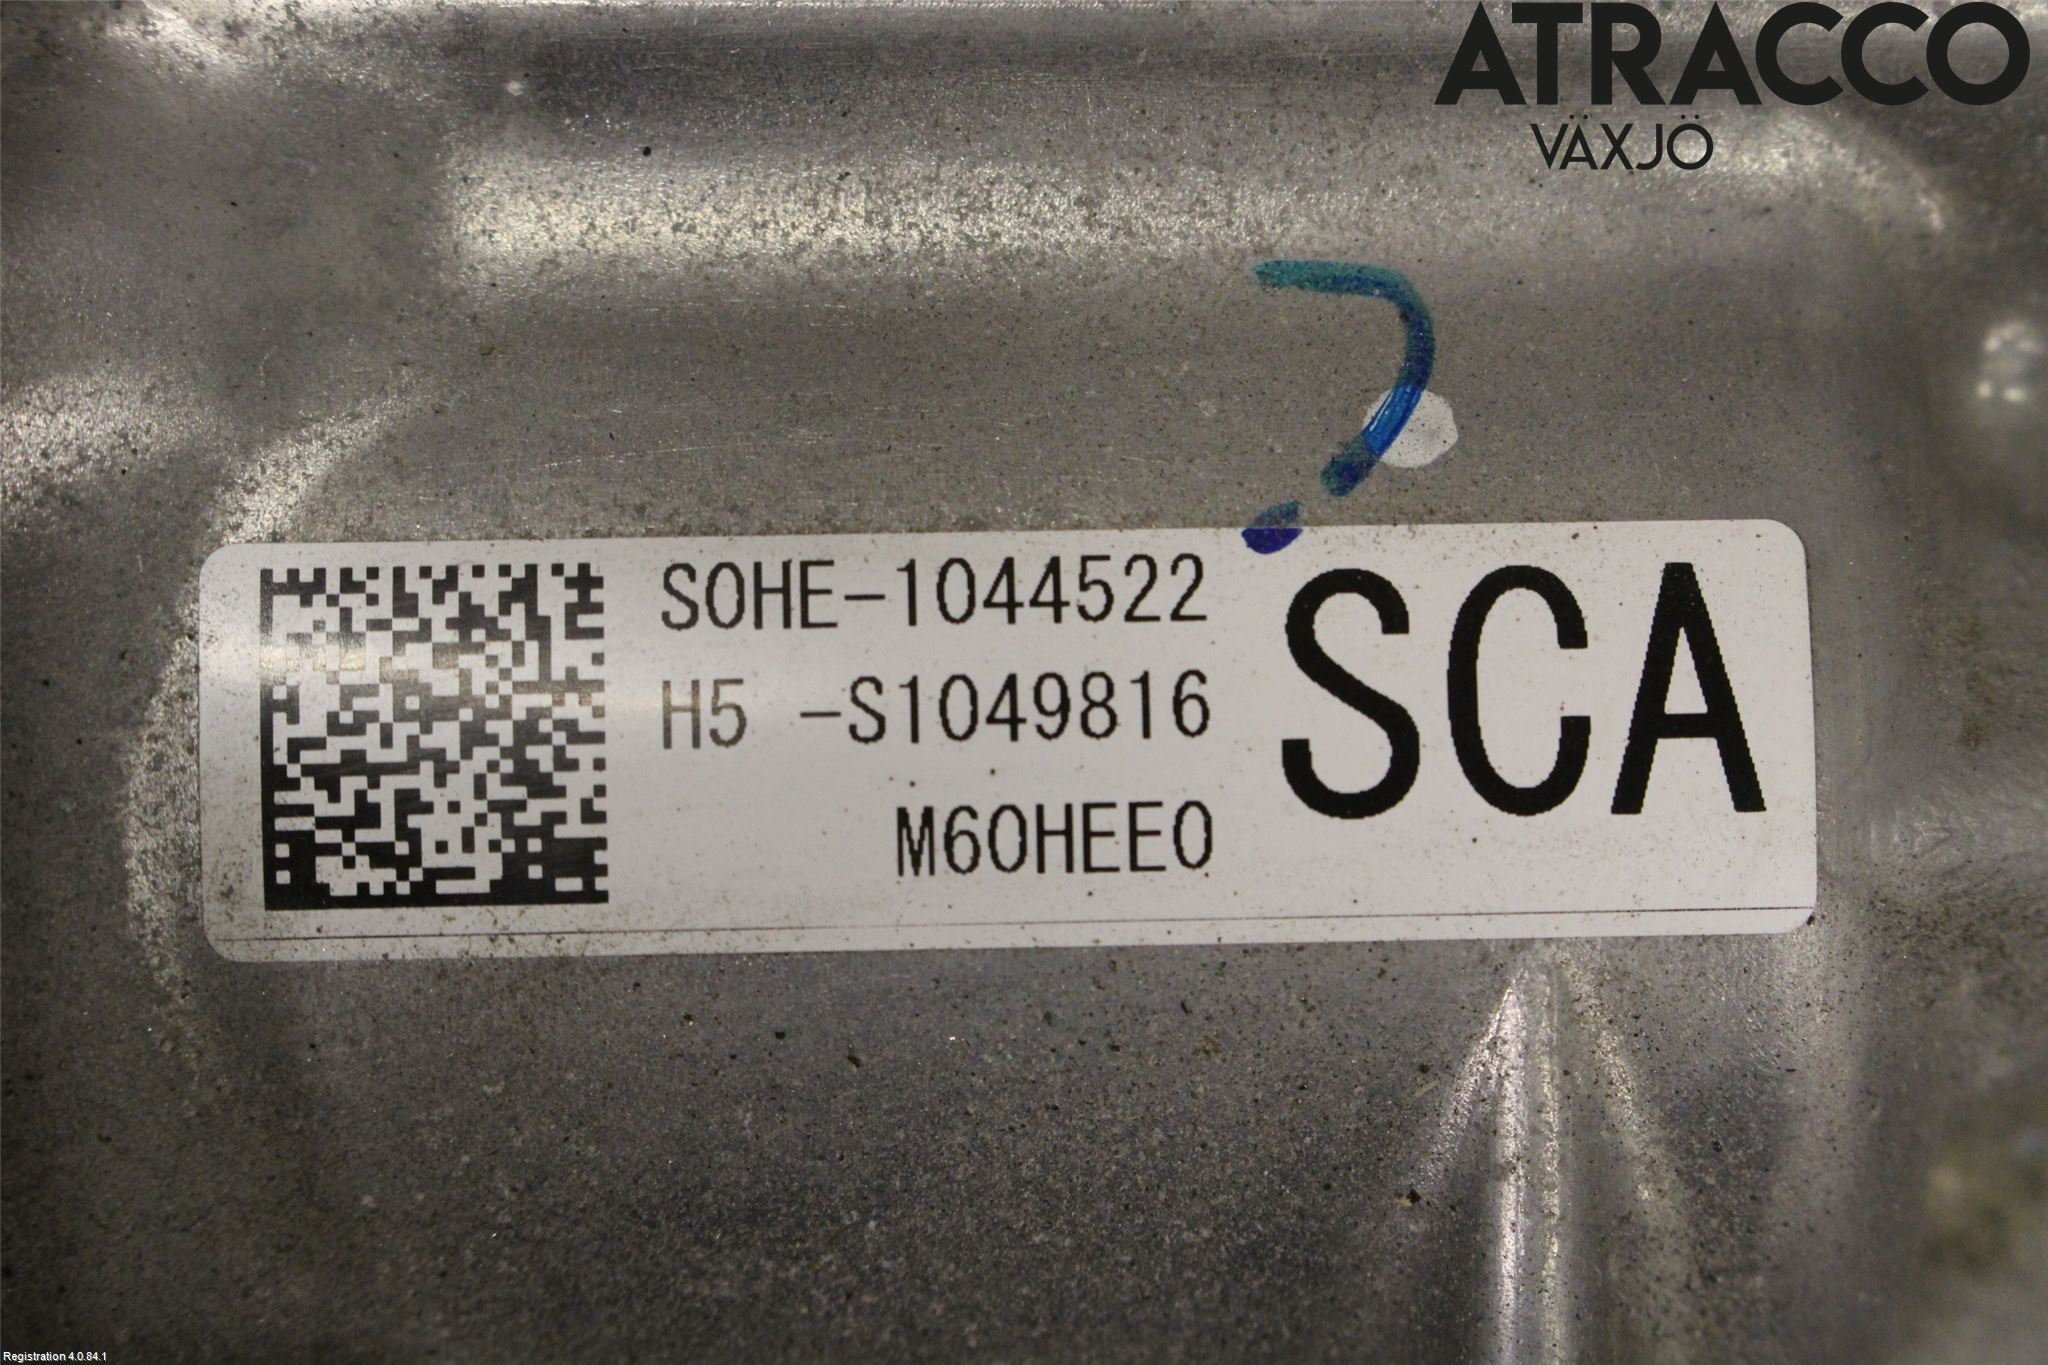 ATRACCO
VÄXJÖ
SOHE-1044522
H5 -S1049816
M60HEE0
SCA
Registration 4.0.84.1